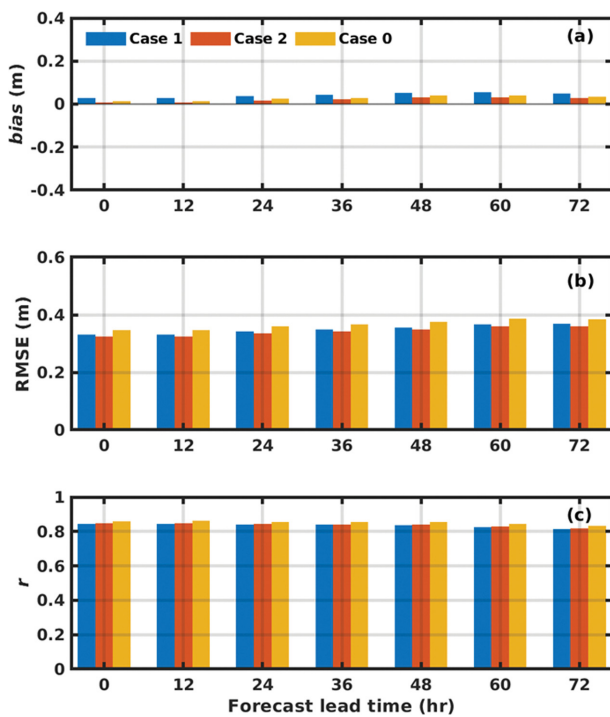 0.4
Case 1 Case 2 Case 0 (a)
0.2
0
-0.2
-0.4
bias (m)
0 12 24 36 48 60 72
0.6
(b)
0.4
0.2
0
RMSE (m)
0 12 24 36 48 60 72
1
(c)
0.8
0.6
0.4
0.2
0
r
0 12 24 36 48 60 72
Forecast lead time (hr)